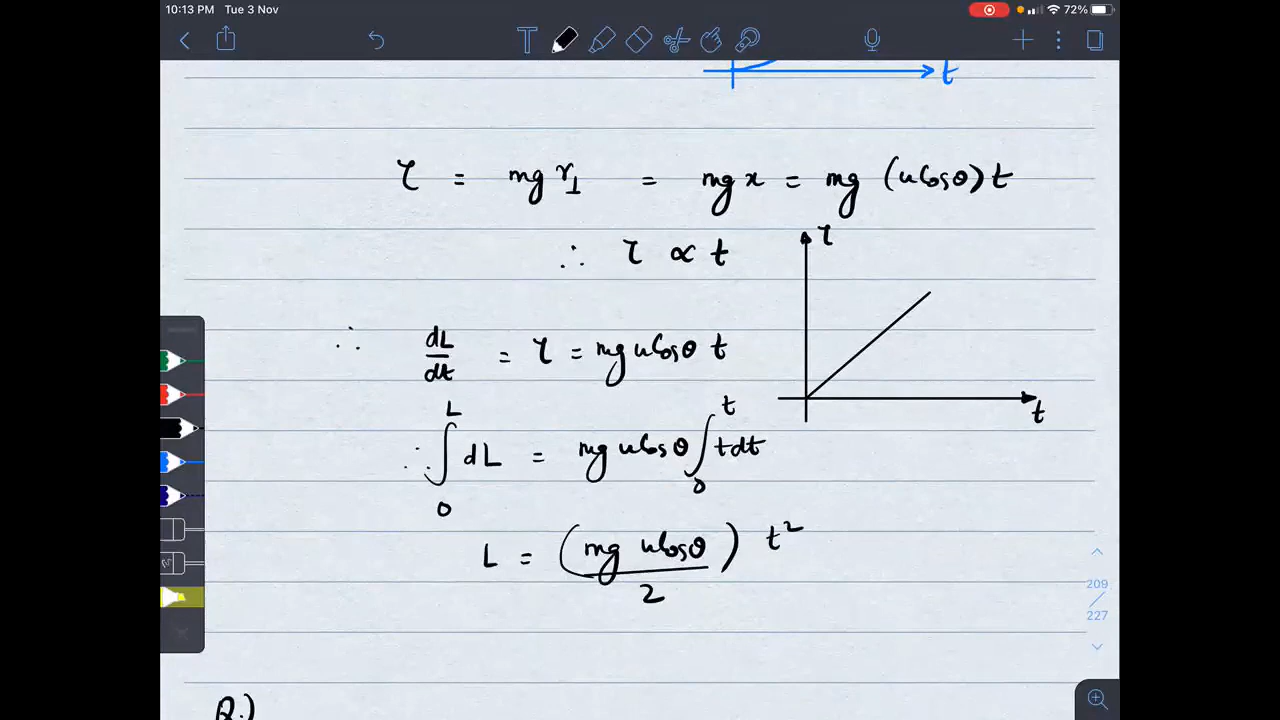 10:13 PM Tue 3 Nov 72%
T
t
τ = mg r⊥ = mg x = mg (u Cosθ) t
τ
∴ τ ∝ t
∴ dL/dt = τ = mg u Cosθ t
t
∴ ∫₀ᴸ dL = mg u Cosθ ∫₀ᵗ t dt
L = (mg u Cosθ / 2) t²
209
/
227
Q.)